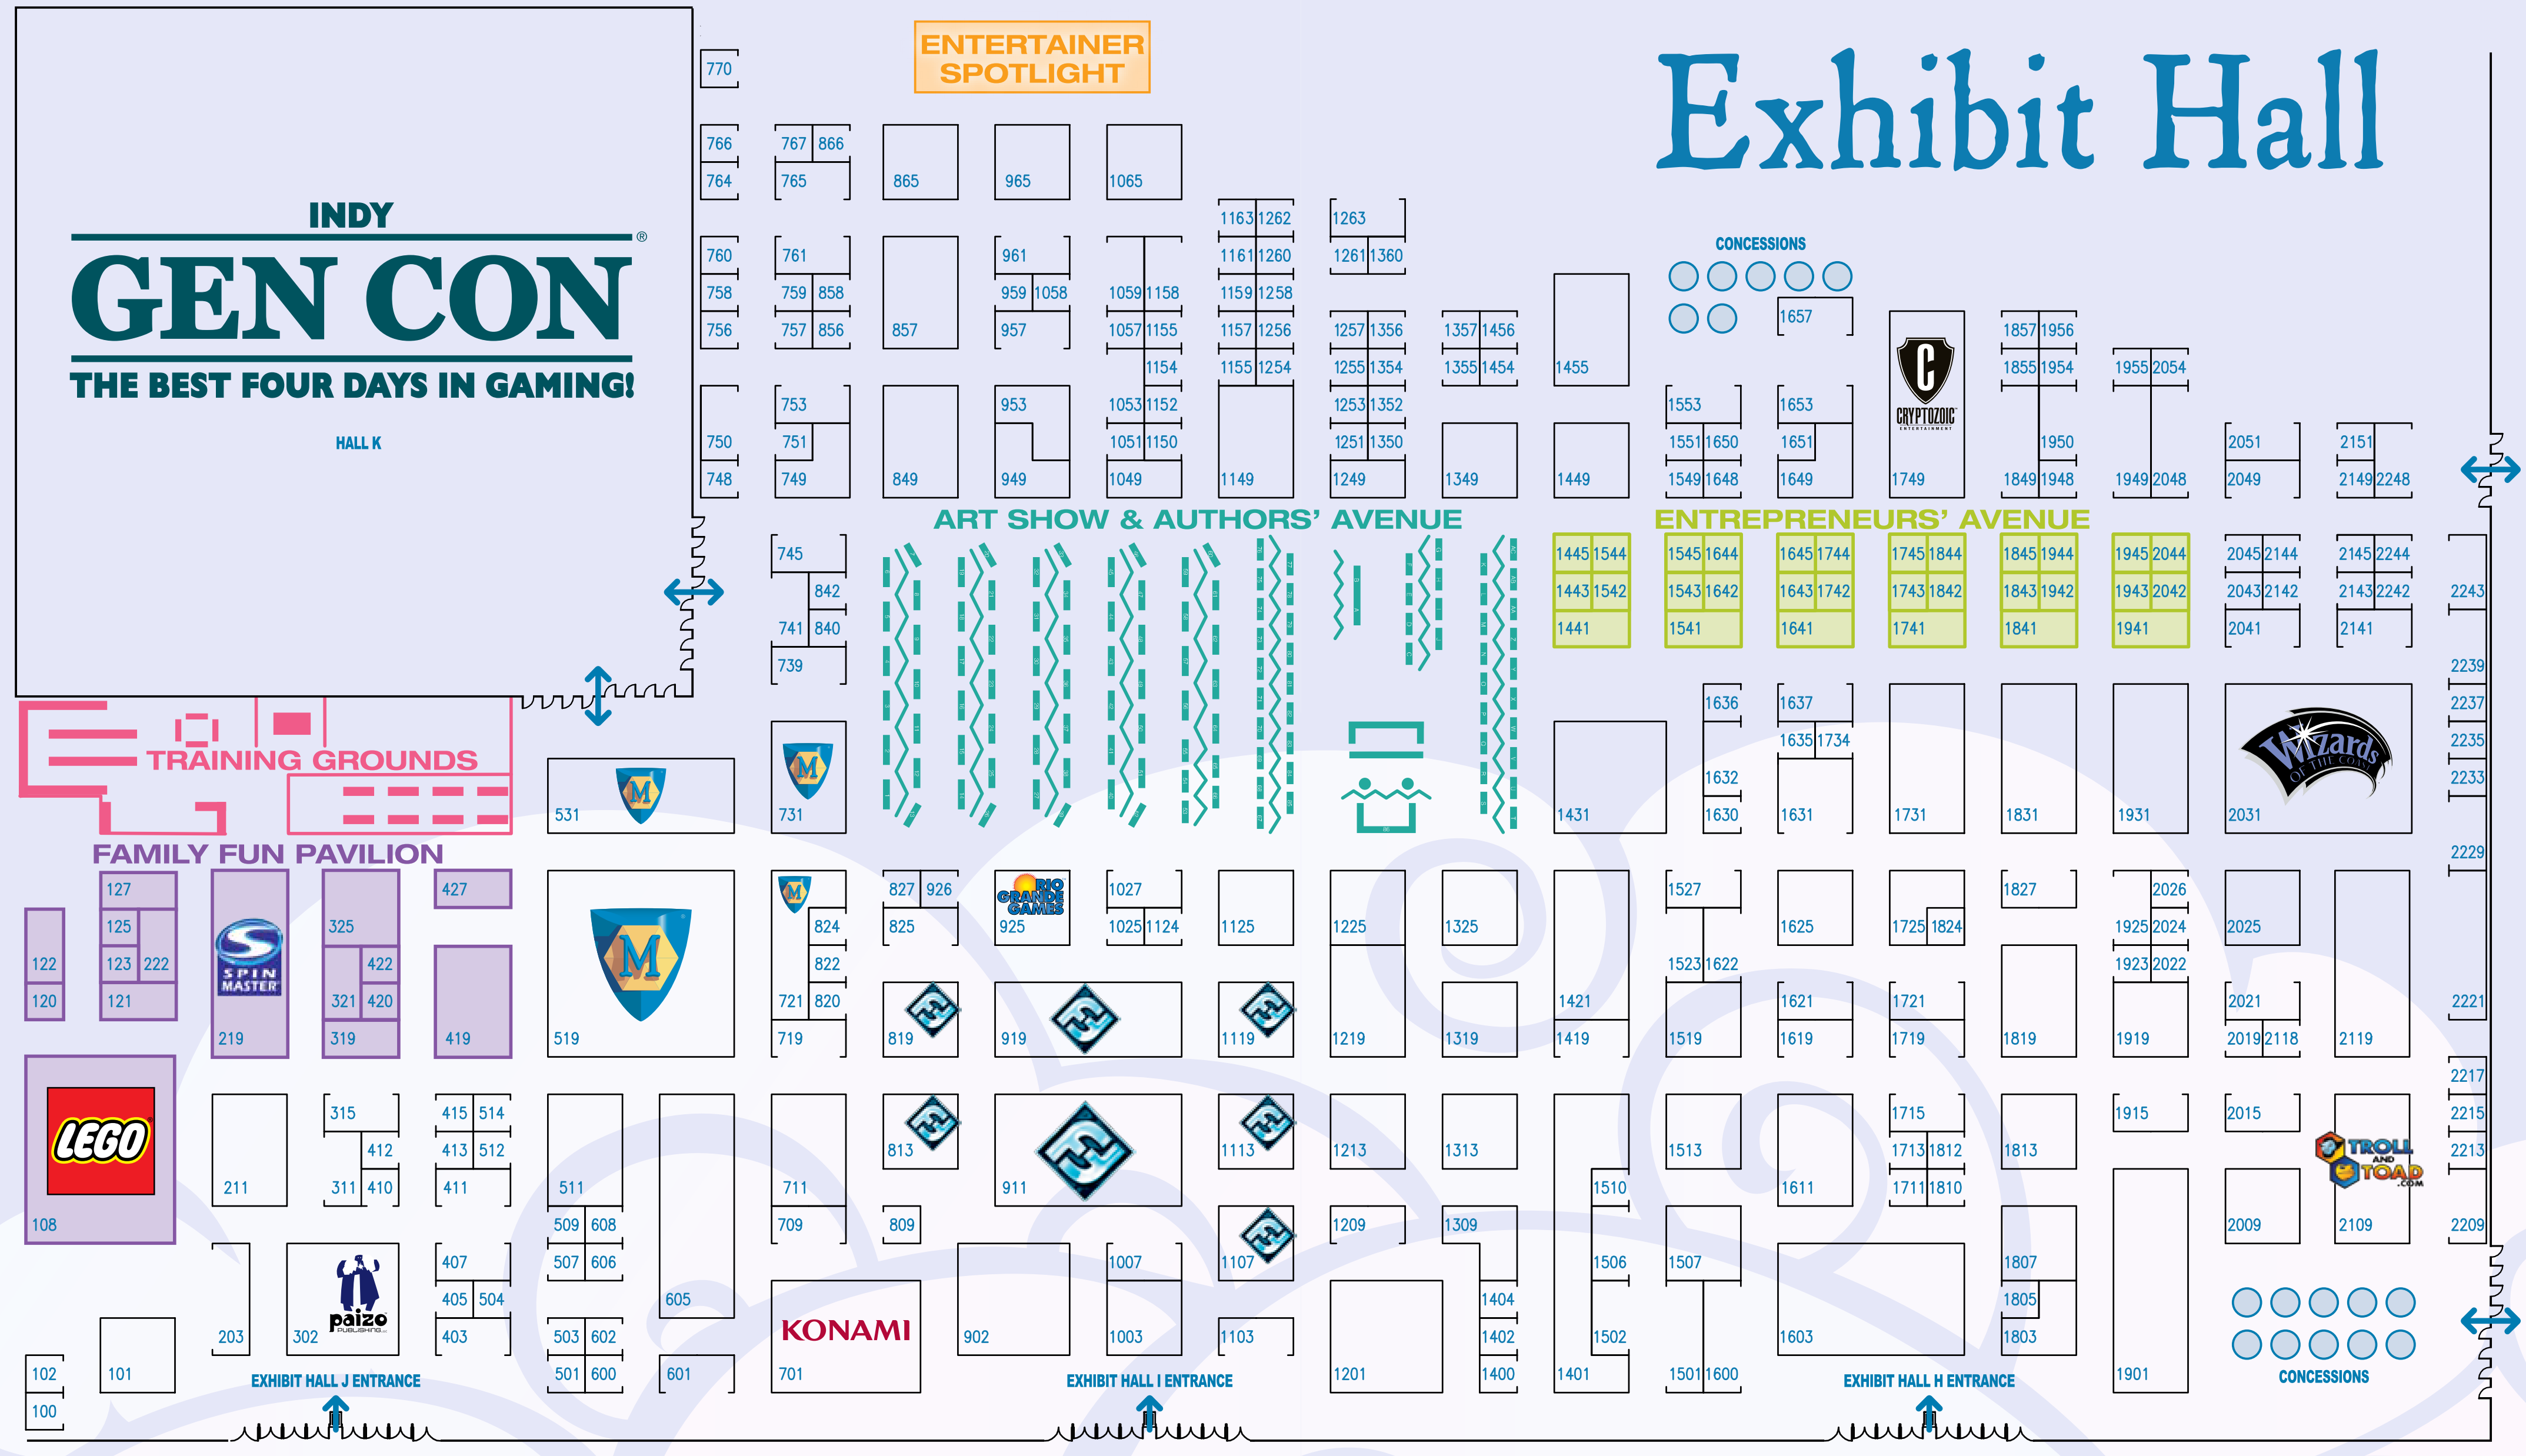 ENTERTAINER
SPOTLIGHT
Exhibit Hall
INDY
GEN CON®
THE BEST FOUR DAYS IN GAMING!
HALL K
770
766 767 866
764 765 865 965 1065
1163 1262 1263
760 761 961 1161 1260 1261 1360
CONCESSIONS
758 759 858 959 1058 1059 1158 1159 1258
756 757 856 857 957 1057 1155 1157 1256 1257 1356 1357 1456 1657 1857 1956
1154 1155 1254 1255 1354 1355 1454 1455 1855 1954 1955 2054
753 953 1053 1152 1253 1352 1553 1653
CRYPTOZOIC
ENTERTAINMENT
750 751 1051 1150 1251 1350 1551 1650 1651 1950 2051 2151
748 749 849 949 1049 1149 1249 1349 1449 1549 1648 1649 1749 1849 1948 1949 2048 2049 2149 2248
ART SHOW & AUTHORS' AVENUE
ENTREPRENEURS' AVENUE
745 1445 1544 1545 1644 1645 1744 1745 1844 1845 1944 1945 2044 2045 2144 2145 2244
842 1443 1542 1543 1642 1643 1742 1743 1842 1843 1942 1943 2042 2043 2142 2143 2242 2243
741 840 1441 1541 1641 1741 1841 1941 2041 2141
739 2239
1636 1637 2237
TRAINING GROUNDS
1635 1734 2235
Wizards
OF THE COAST
M M
1632 2233
531 731 1431 1630 1631 1731 1831 1931 2031
FAMILY FUN PAVILION
2229
127 427 M 827 926
RIO
GRANDE
GAMES
1027 1527 1827 2026
125 325 824 825 925 1025 1124 1125 1225 1325 1625 1725 1824 1925 2024 2025
122 123 222
SPIN
MASTER
422 M 822 1523 1622 1923 2022
120 121 321 420 721 820 1421 1621 1721 2021 2221
219 319 419 519 719 819 919 1119 1219 1319 1419 1519 1619 1719 1819 1919 2019 2118 2119
2217
315 415 514 1715 1915 2015 2215
LEGO
412 413 512 813 1113 1213 1313 1513 1713 1812 1813 2213
TROLL
AND
TOAD
.COM
211 311 410 411 511 711 911 1510 1611 1711 1810
108 509 608 709 809 1209 1309 2009 2109 2209
407 507 606 1007 1107 1506 1507 1807
405 504 605 1404 1805
paizo
PUBLISHING
KONAMI
203 302 403 503 602 902 1003 1103 1402 1502 1603 1803
102 101 501 600 601 701 1201 1400 1401 1501 1600 1901
EXHIBIT HALL J ENTRANCE
EXHIBIT HALL I ENTRANCE
EXHIBIT HALL H ENTRANCE
CONCESSIONS
100